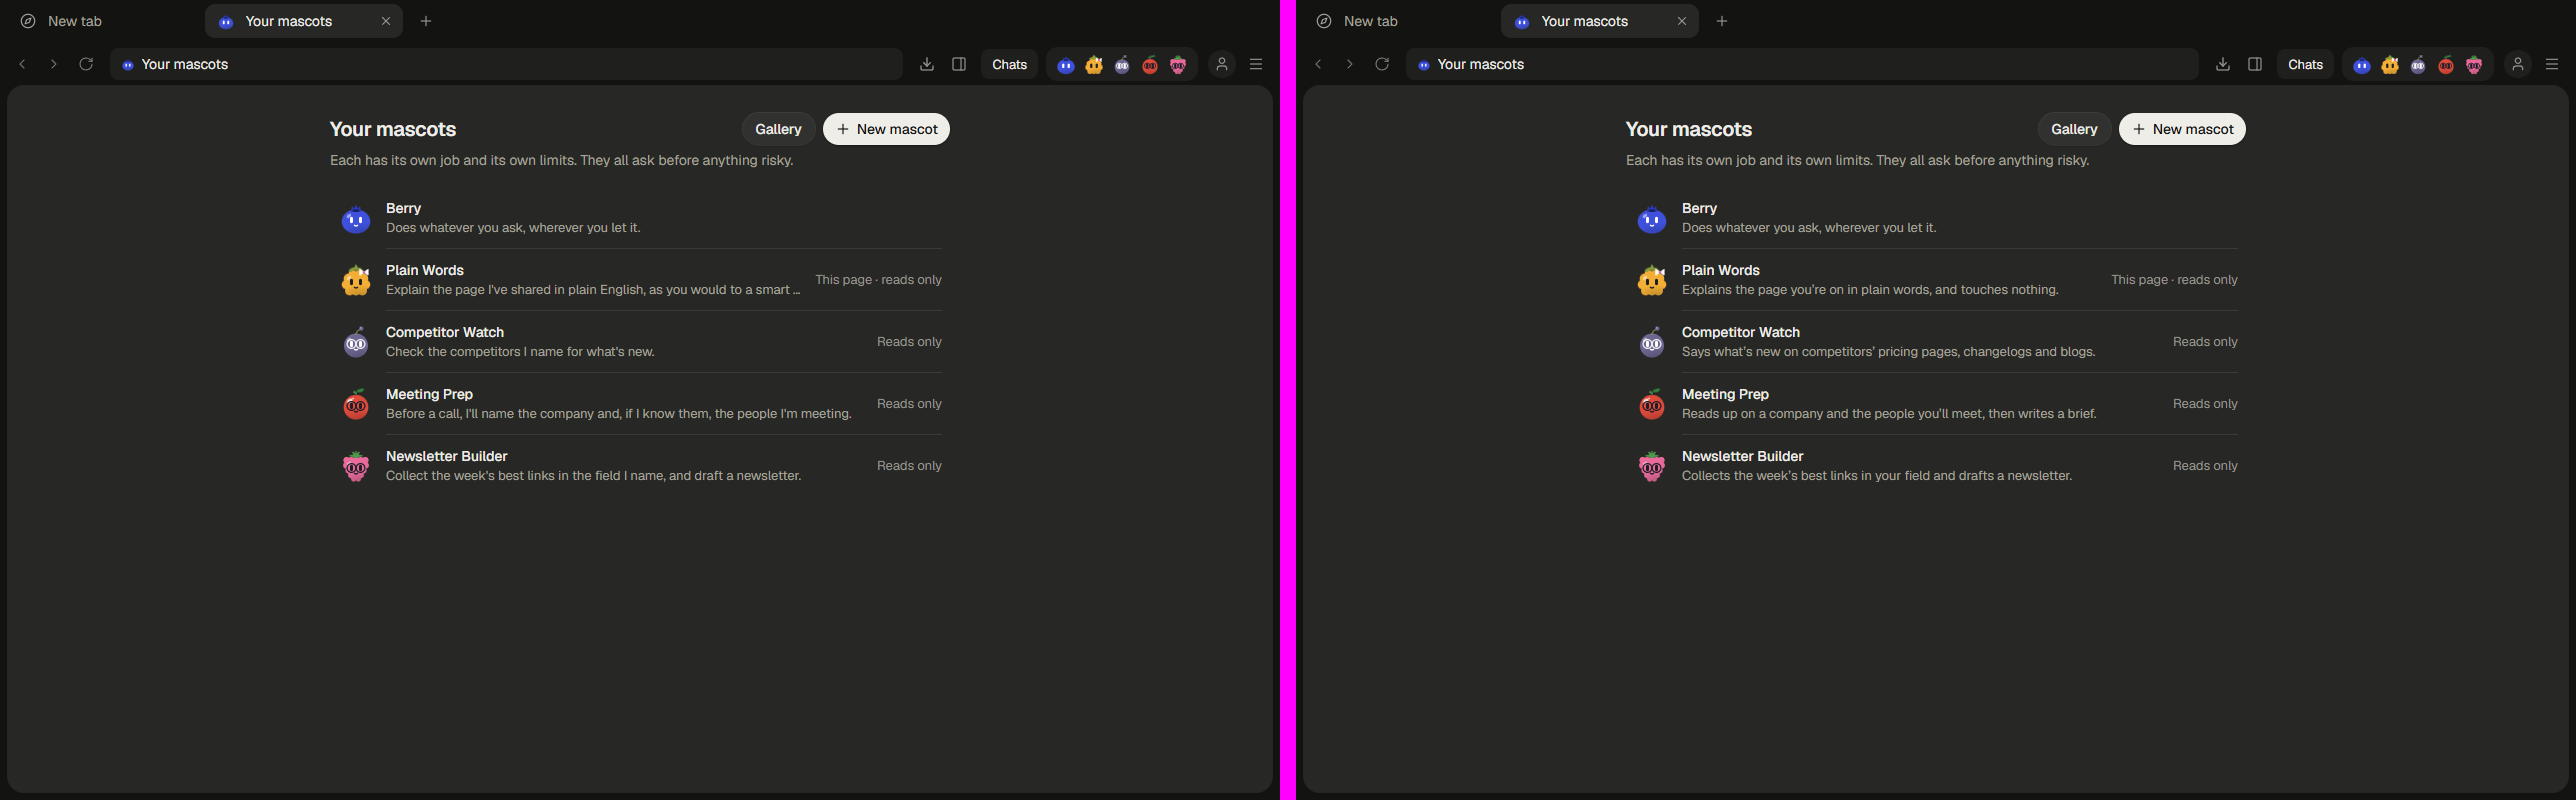 New tab
Your mascots
Your mascots
Chats
Your mascots
Gallery
New mascot
Each has its own job and its own limits. They all ask before anything risky.
Berry
Does whatever you ask, wherever you let it.
Plain Words
Explain the page I've shared in plain English, as you would to a smart ...
This page · reads only
Competitor Watch
Check the competitors I name for what's new.
Reads only
Meeting Prep
Before a call, I'll name the company and, if I know them, the people I'm meeting.
Reads only
Newsletter Builder
Collect the week's best links in the field I name, and draft a newsletter.
Reads only
New tab
Your mascots
Your mascots
Chats
Your mascots
Gallery
New mascot
Each has its own job and its own limits. They all ask before anything risky.
Berry
Does whatever you ask, wherever you let it.
Plain Words
Explains the page you're on in plain words, and touches nothing.
This page · reads only
Competitor Watch
Says what's new on competitors' pricing pages, changelogs and blogs.
Reads only
Meeting Prep
Reads up on a company and the people you'll meet, then writes a brief.
Reads only
Newsletter Builder
Collects the week's best links in your field and drafts a newsletter.
Reads only